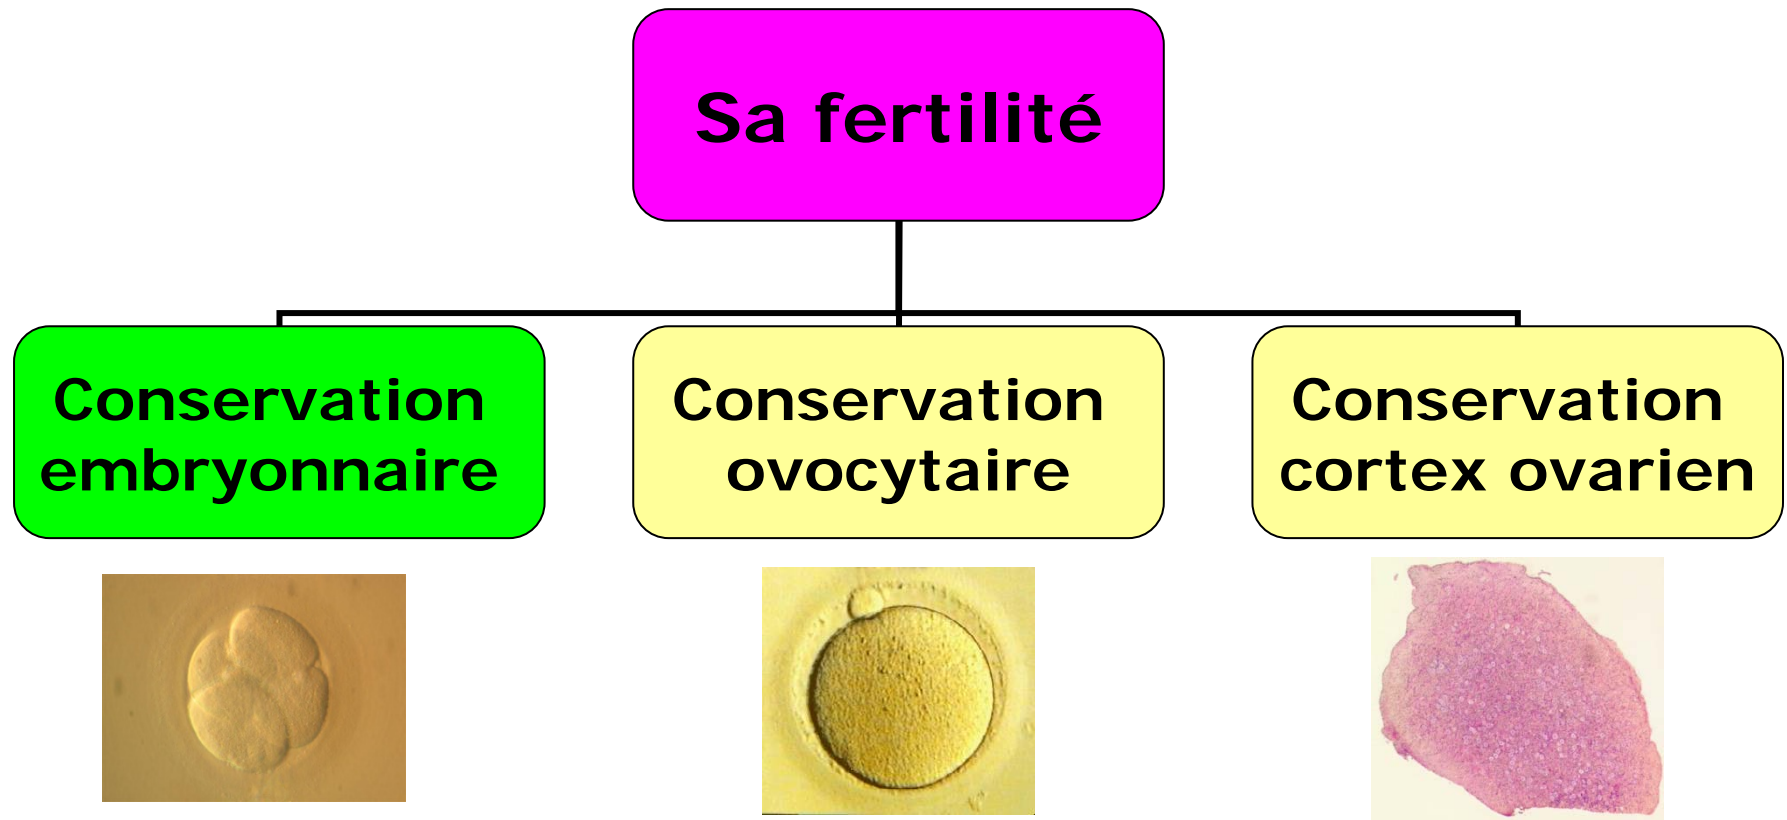 Sa fertilité
Conservation
embryonnaire
Conservation
ovocytaire
Conservation
cortex ovarien